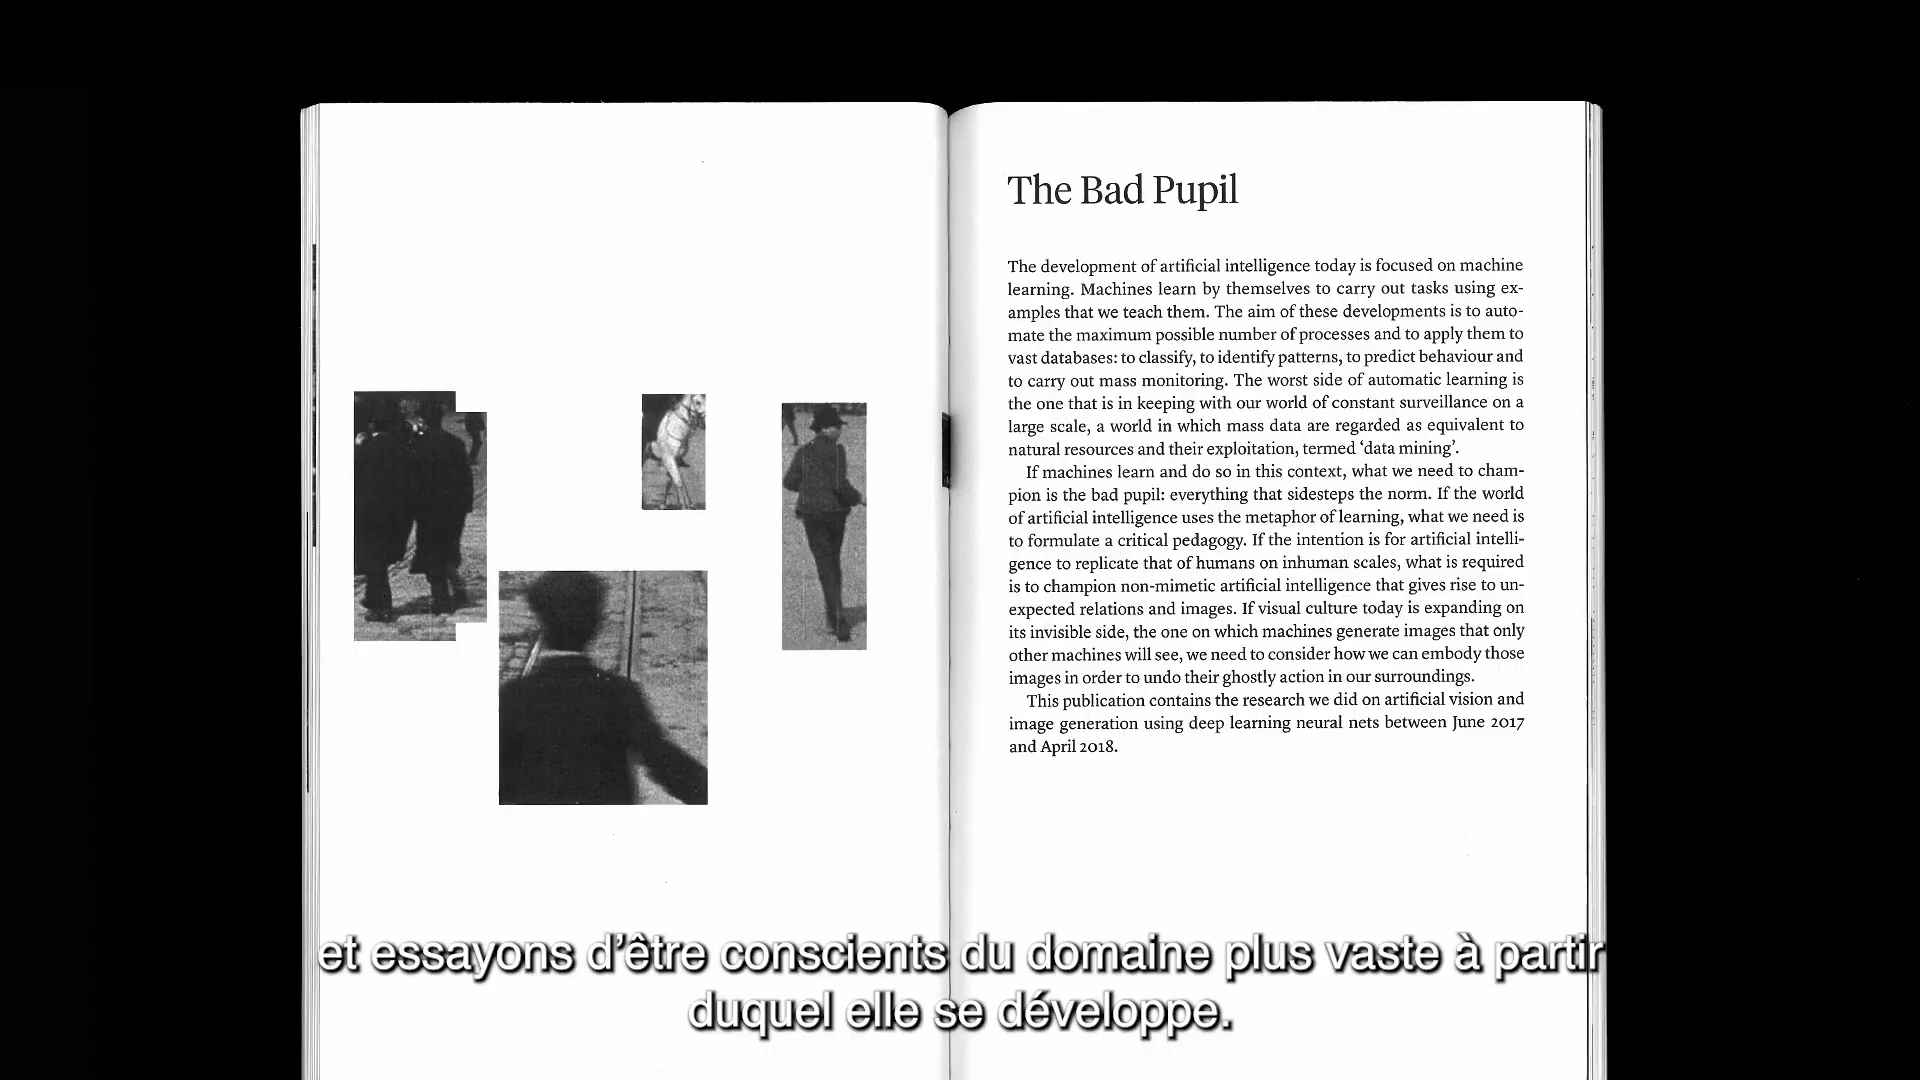 The Bad Pupil
The development of artificial intelligence today is focused on machine
learning. Machines learn by themselves to carry out tasks using ex-
amples that we teach them. The aim of these developments is to auto-
mate the maximum possible number of processes and to apply them to
vast databases: to classify, to identify patterns, to predict behaviour and
to carry out mass monitoring. The worst side of automatic learning is
the one that is in keeping with our world of constant surveillance on a
large scale, a world in which mass data are regarded as equivalent to
natural resources and their exploitation, termed ‘data mining’.
If machines learn and do so in this context, what we need to cham-
pion is the bad pupil: everything that sidesteps the norm. If the world
of artificial intelligence uses the metaphor of learning, what we need is
to formulate a critical pedagogy. If the intention is for artificial intelli-
gence to replicate that of humans on inhuman scales, what is required
is to champion non-mimetic artificial intelligence that gives rise to un-
expected relations and images. If visual culture today is expanding on
its invisible side, the one on which machines generate images that only
other machines will see, we need to consider how we can embody those
images in order to undo their ghostly action in our surroundings.
This publication contains the research we did on artificial vision and
image generation using deep learning neural nets between June 2017
and April 2018.
et essayons d’être conscients du domaine plus vaste à partir
duquel elle se développe.